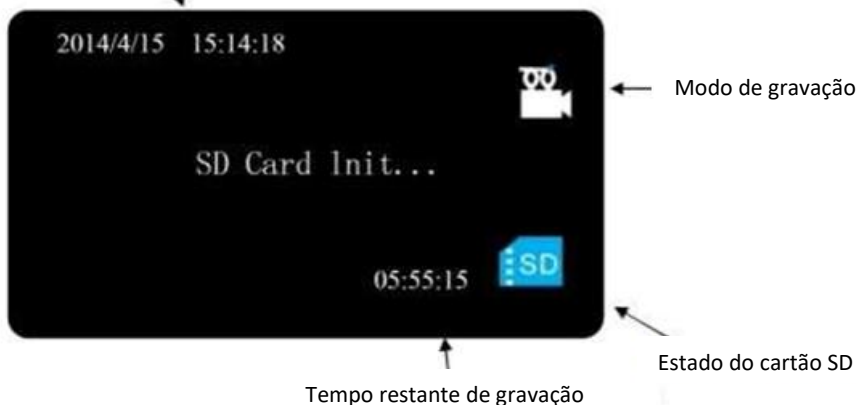 2014/4/15 15:14:18
Modo de gravação
SD Card lnit...
SD
05:55:15
Estado do cartão SD
Tempo restante de gravação